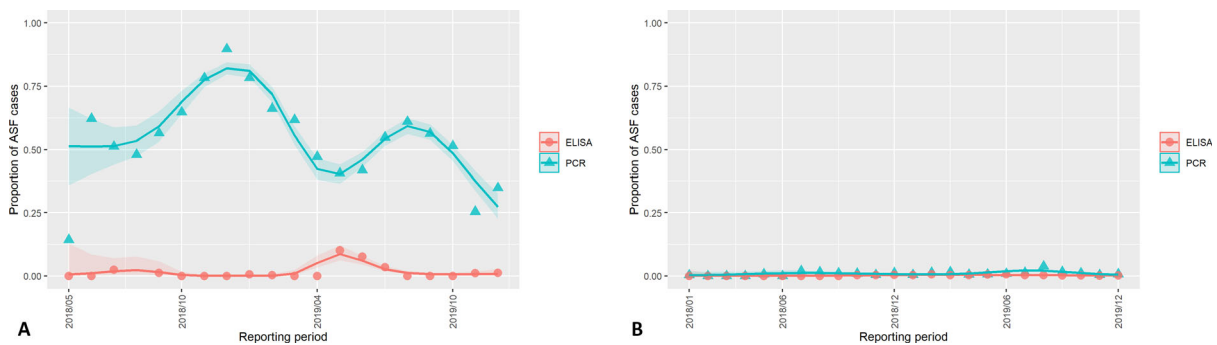 1.00
0.75
0.50
0.25
0.00
Proportion of ASF cases
2018/05
2018/10
2019/04
2019/10
Reporting period
ELISA
PCR
A
1.00
0.75
0.50
0.25
0.00
Proportion of ASF cases
2018/01
2018/06
2018/12
2019/06
2019/12
Reporting period
ELISA
PCR
B